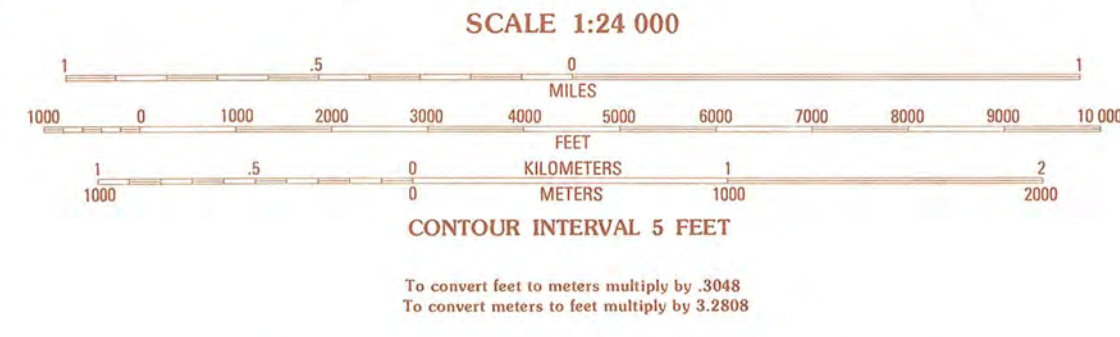 SCALE 1:24 000
1 .5 0 1
MILES
1000 0 1000 2000 3000 4000 5000 6000 7000 8000 9000 10 000
FEET
1 .5 0 KILOMETERS 1 2
1000 0 METERS 1000 2000
CONTOUR INTERVAL 5 FEET
To convert feet to meters multiply by .3048
To convert meters to feet multiply by 3.2808